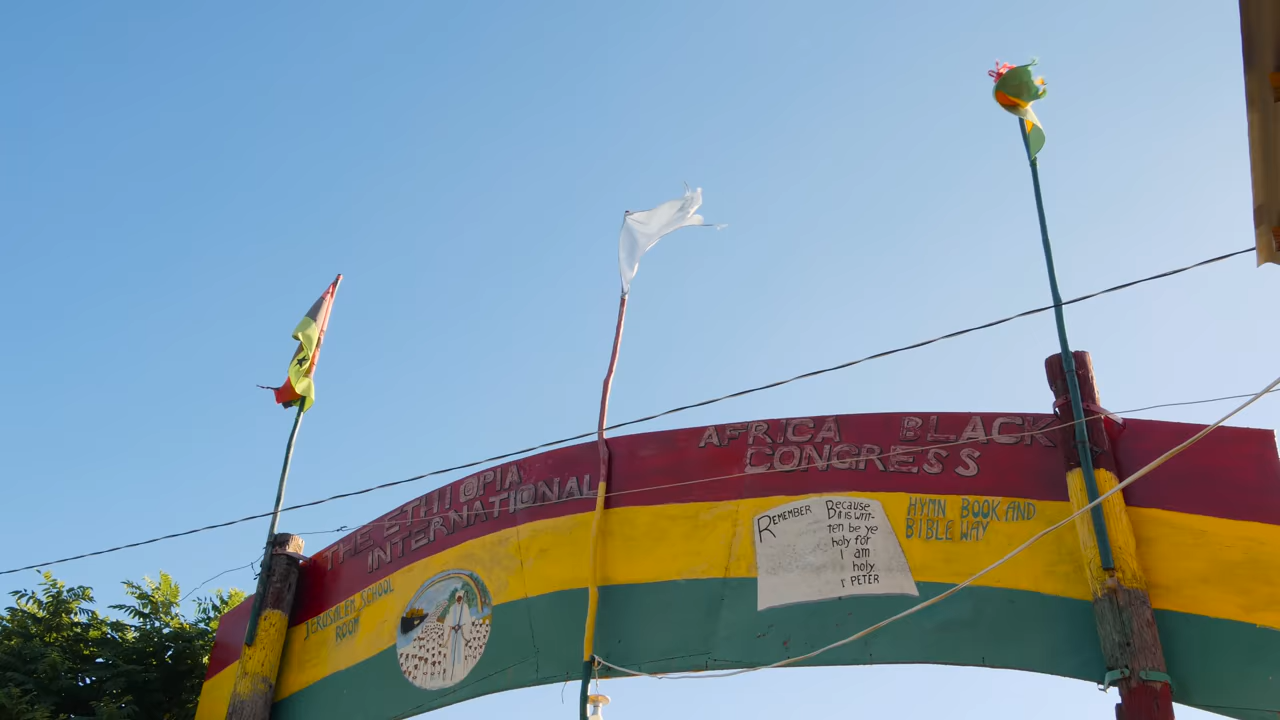 THE ETHIOPIA
INTERNATIONAL
AFRICA BLACK
CONGRESS
JERUSALEM SCHOOL
ROOM
REMEMBER
Because
it is writ-
ten be ye
holy for
I am
holy
1 PETER
HYMN BOOK AND
BIBLE WAY